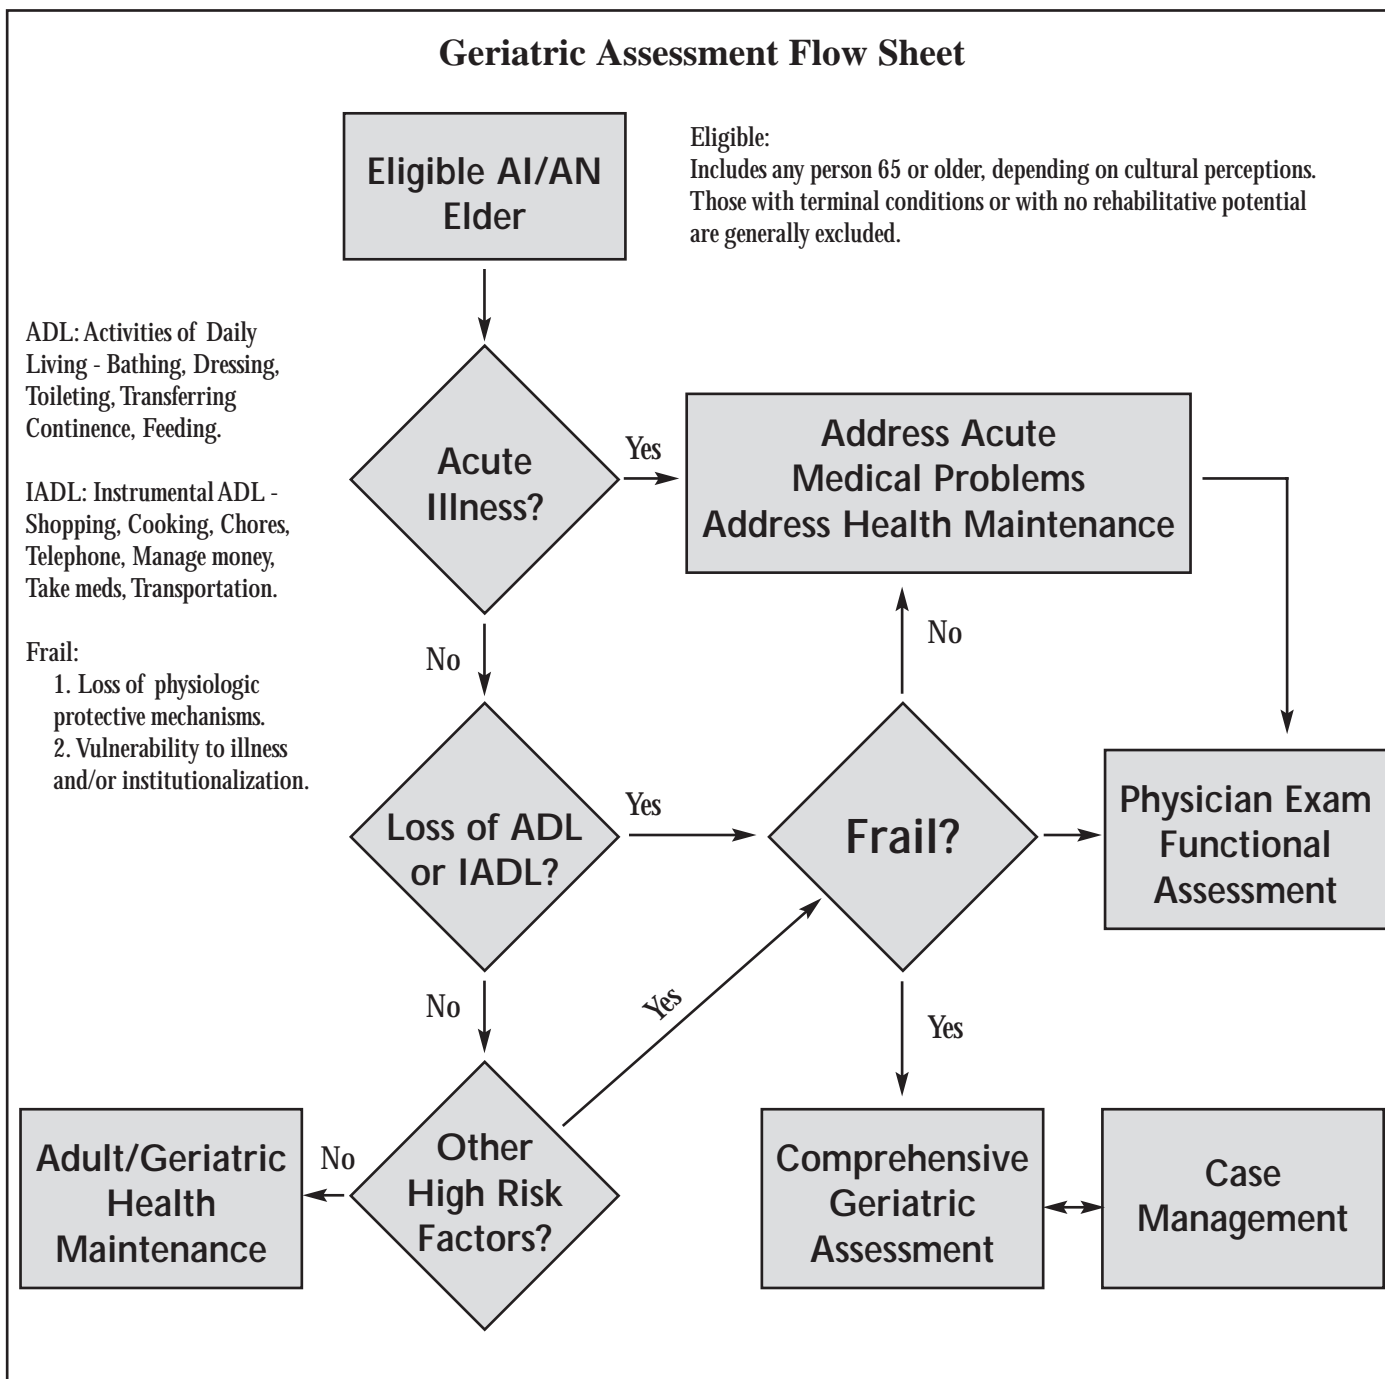 Geriatric Assessment Flow Sheet
Eligible AI/AN
Elder
Eligible:
Includes any person 65 or older, depending on cultural perceptions.
Those with terminal conditions or with no rehabilitative potential
are generally excluded.
ADL: Activities of Daily
Living - Bathing, Dressing,
Toileting, Transferring
Continence, Feeding.
IADL: Instrumental ADL -
Shopping, Cooking, Chores,
Telephone, Manage money,
Take meds, Transportation.
Frail:
1. Loss of physiologic
protective mechanisms.
2. Vulnerability to illness
and/or institutionalization.
Acute
Illness?
Yes
Address Acute
Medical Problems
Address Health Maintenance
No
No
Loss of ADL
or IADL?
Yes
Frail?
Physician Exam
Functional
Assessment
No
Yes
Yes
Adult/Geriatric
Health
Maintenance
No
Other
High Risk
Factors?
Comprehensive
Geriatric
Assessment
Case
Management